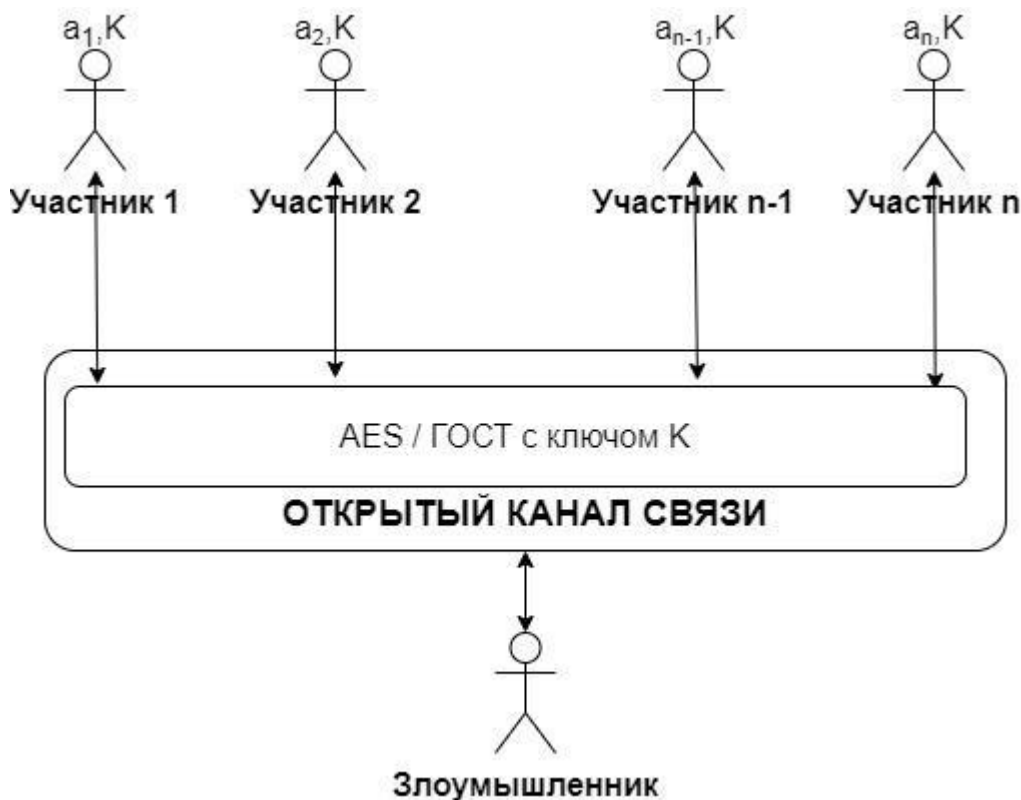 a₁,K a₂,K aₙ₋₁,K aₙ,K
Участник 1 Участник 2 Участник n-1 Участник n
AES / ГОСТ с ключом K
ОТКРЫТЫЙ КАНАЛ СВЯЗИ
Злоумышленник